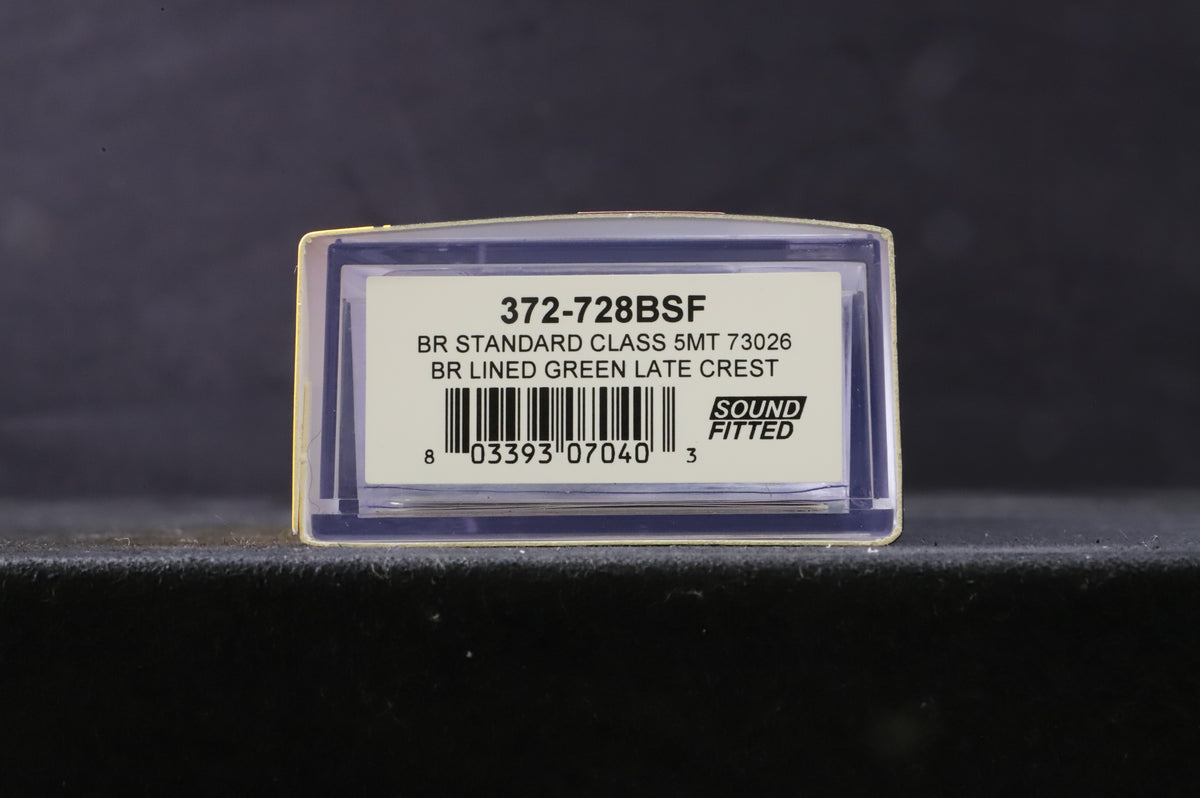 372-728BSF
BR STANDARD CLASS 5MT 73026
BR LINED GREEN LATE CREST
SOUND
FITTED
8 03393 07040 3